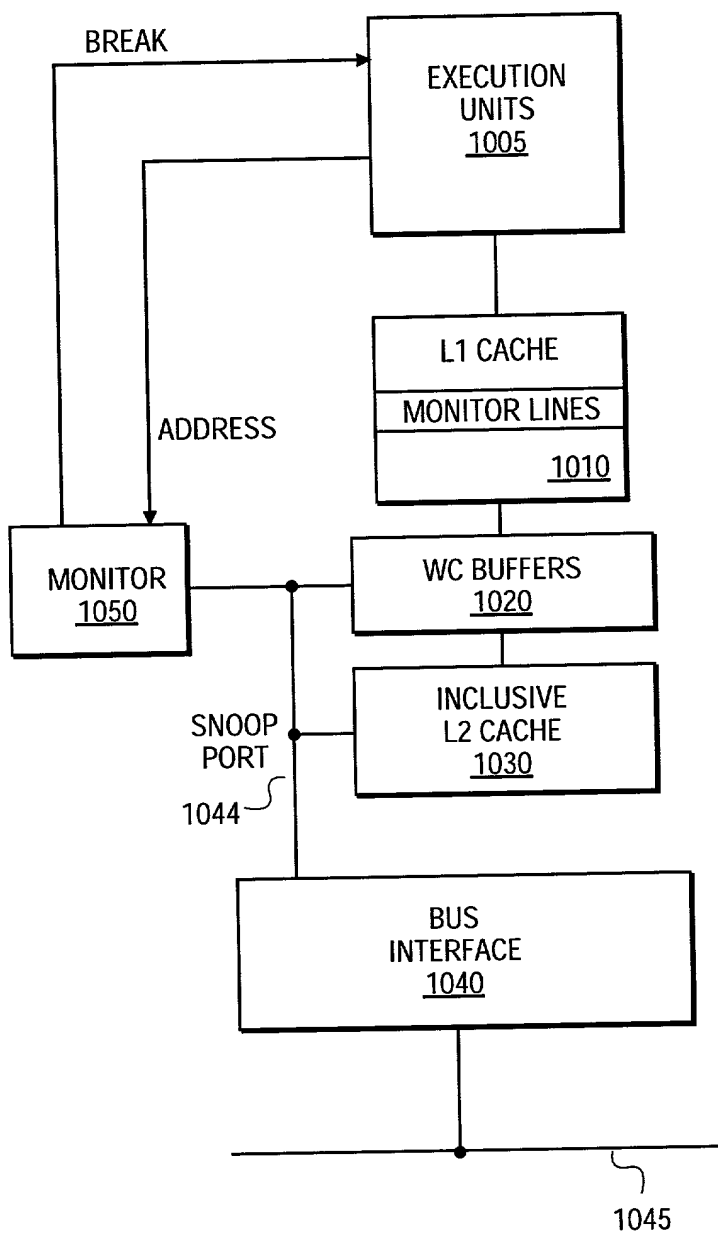 BREAK
EXECUTION
UNITS
1005
L1 CACHE
MONITOR LINES
1010
ADDRESS
MONITOR
1050
WC BUFFERS
1020
INCLUSIVE
L2 CACHE
1030
SNOOP
PORT
1044
BUS
INTERFACE
1040
1045